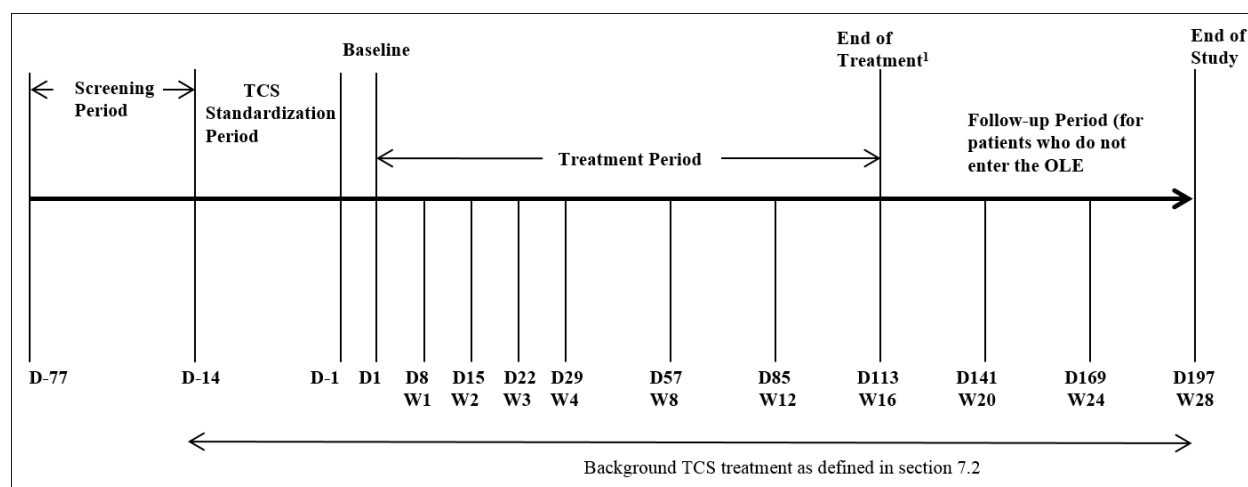 Baseline
End of
Treatment1
End of
Study
Screening
Period
TCS
Standardization
Period
Treatment Period
Follow-up Period (for
patients who do not
enter the OLE
D-77
D-14
D-1
D1
D8
W1
D15
W2
D22
W3
D29
W4
D57
W8
D85
W12
D113
W16
D141
W20
D169
W24
D197
W28
Background TCS treatment as defined in section 7.2